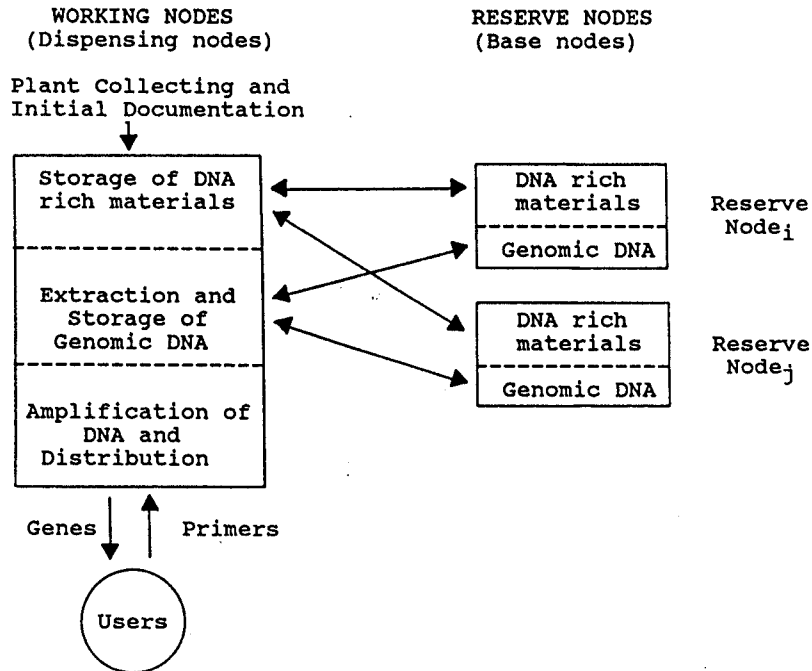 WORKING NODES
(Dispensing nodes)
RESERVE NODES
(Base nodes)
Plant Collecting and
Initial Documentation
Storage of DNA
rich materials
Extraction and
Storage of
Genomic DNA
Amplification of
DNA and
Distribution
DNA rich
materials
Genomic DNA
Reserve
Nodei
DNA rich
materials
Genomic DNA
Reserve
Nodej
Genes
Primers
Users